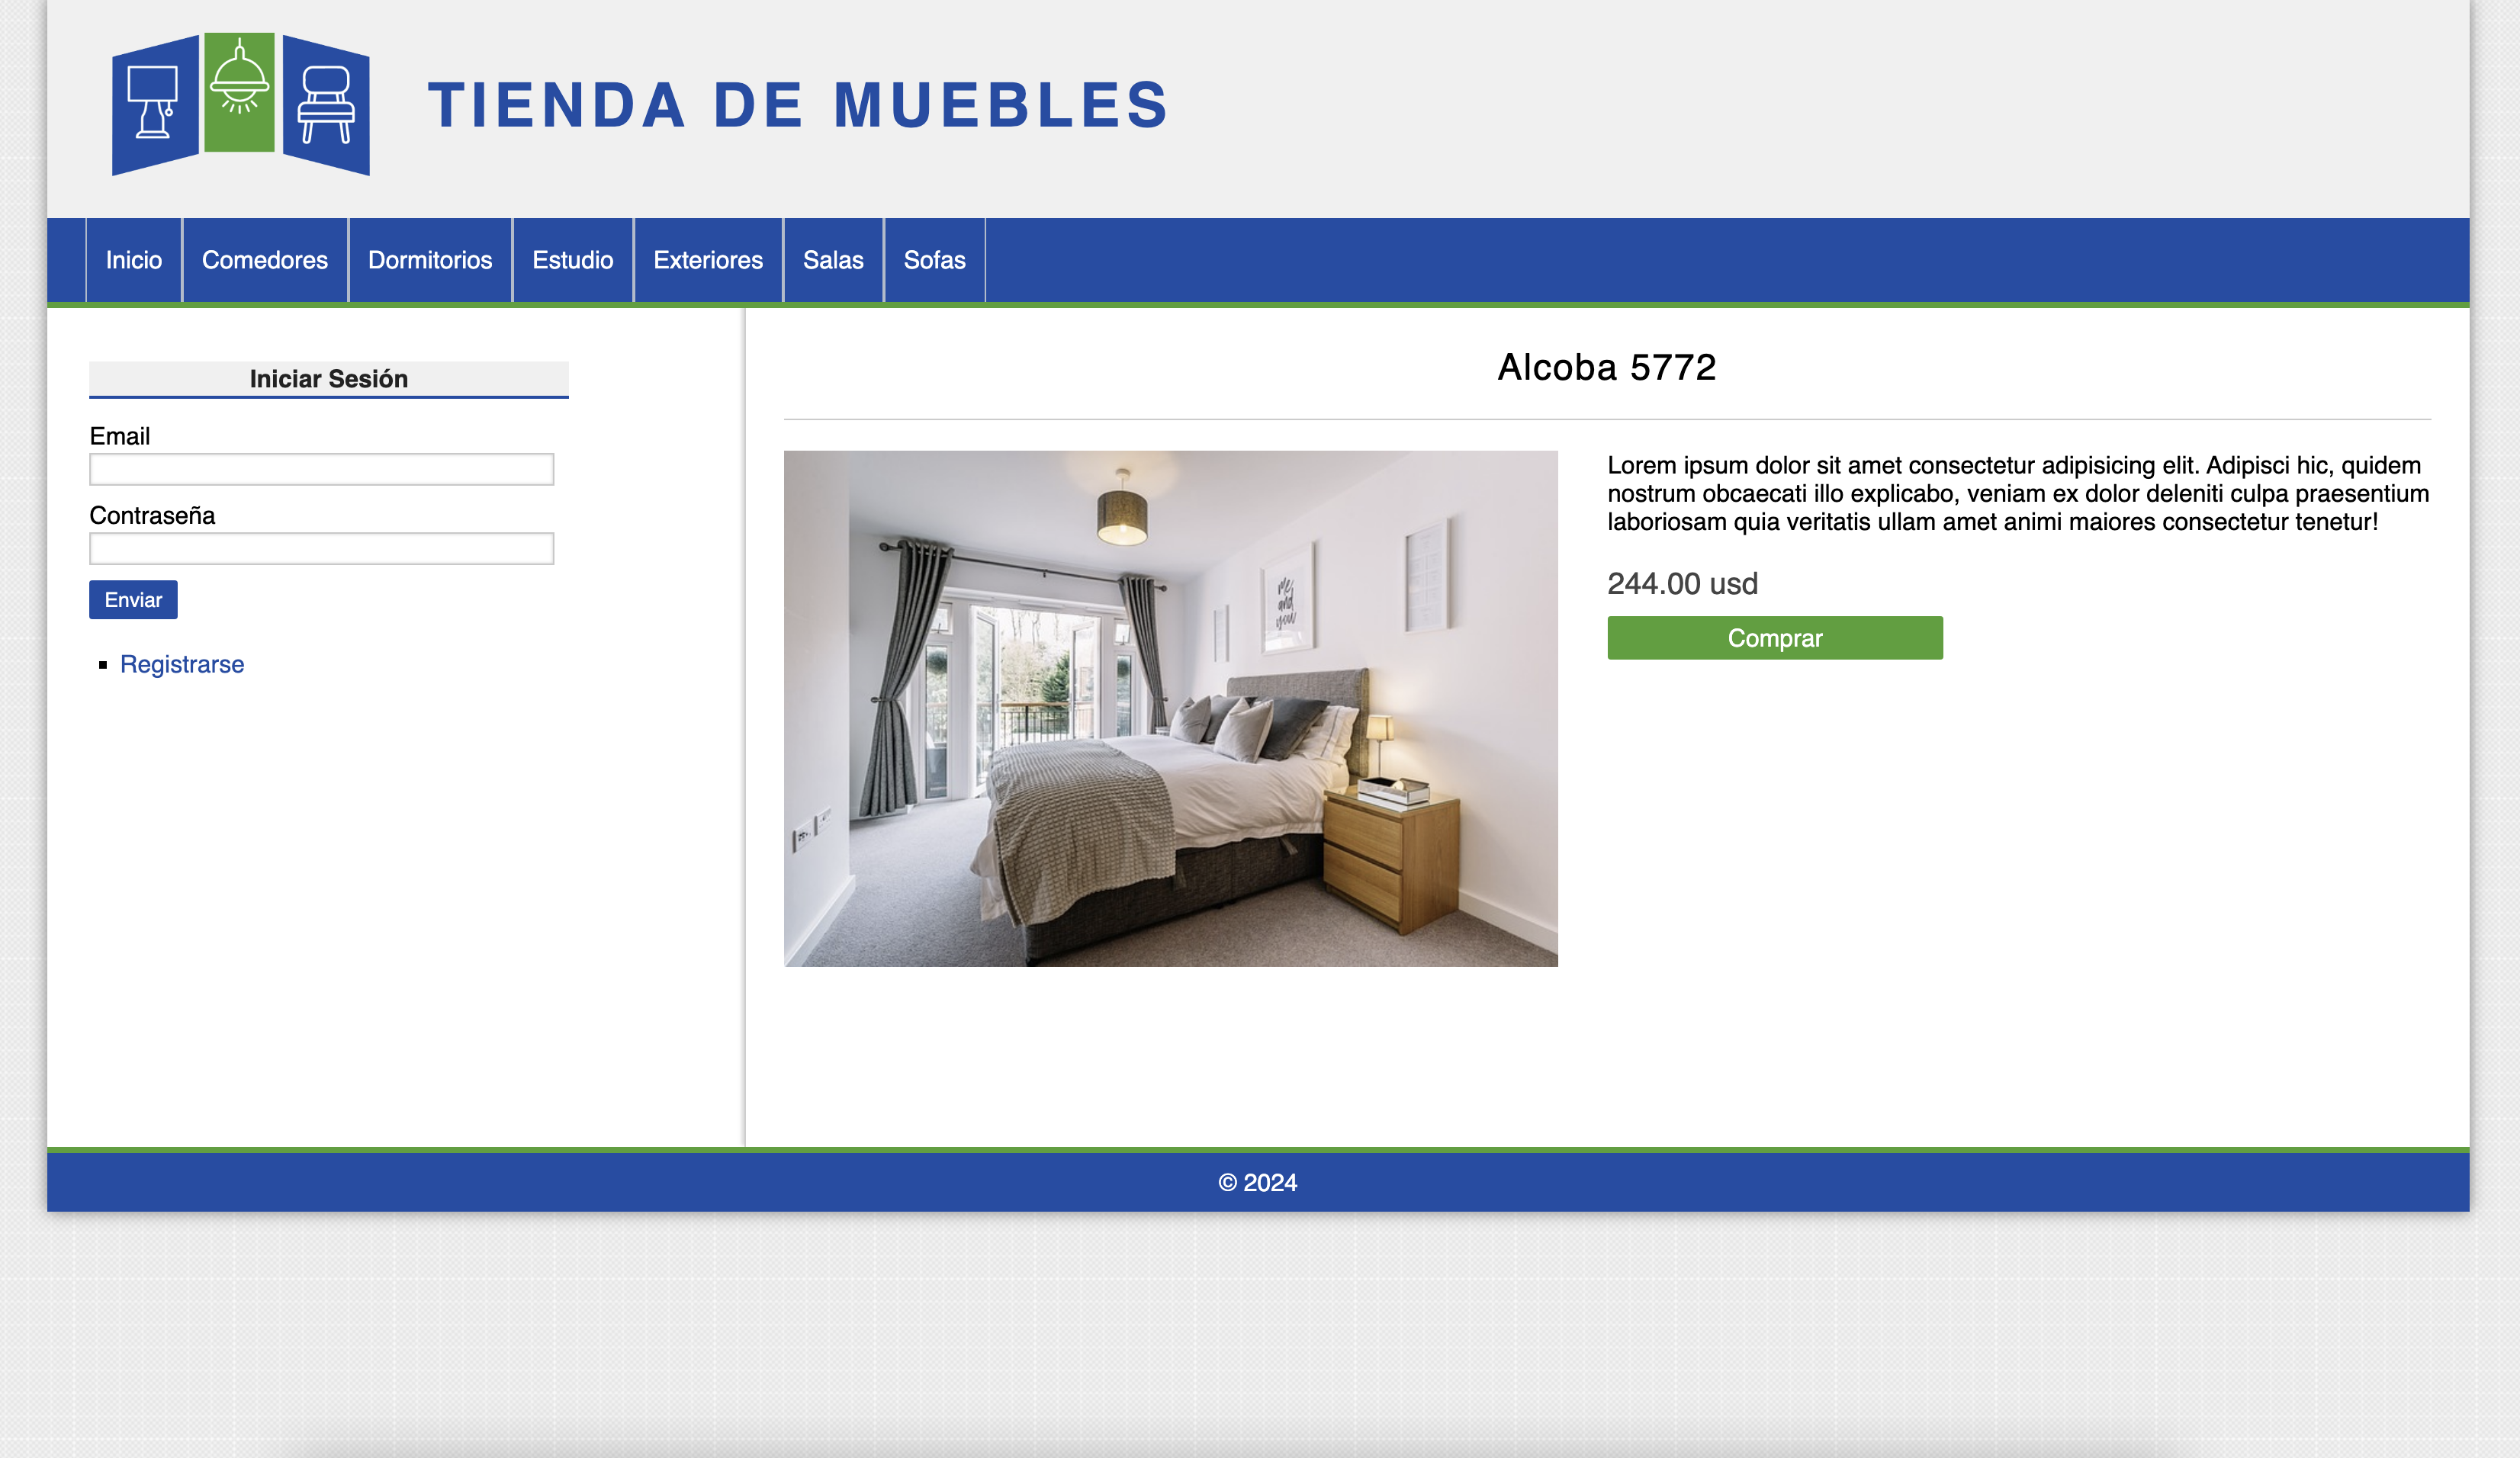 TIENDA DE MUEBLES
Inicio
Comedores
Dormitorios
Estudio
Exteriores
Salas
Sofas
Iniciar Sesión
Email
Contraseña
Enviar
Registrarse
Alcoba 5772
me
and
you
Lorem ipsum dolor sit amet consectetur adipisicing elit. Adipisci hic, quidem
nostrum obcaecati illo explicabo, veniam ex dolor deleniti culpa praesentium
laboriosam quia veritatis ullam amet animi maiores consectetur tenetur!
244.00 usd
Comprar
© 2024